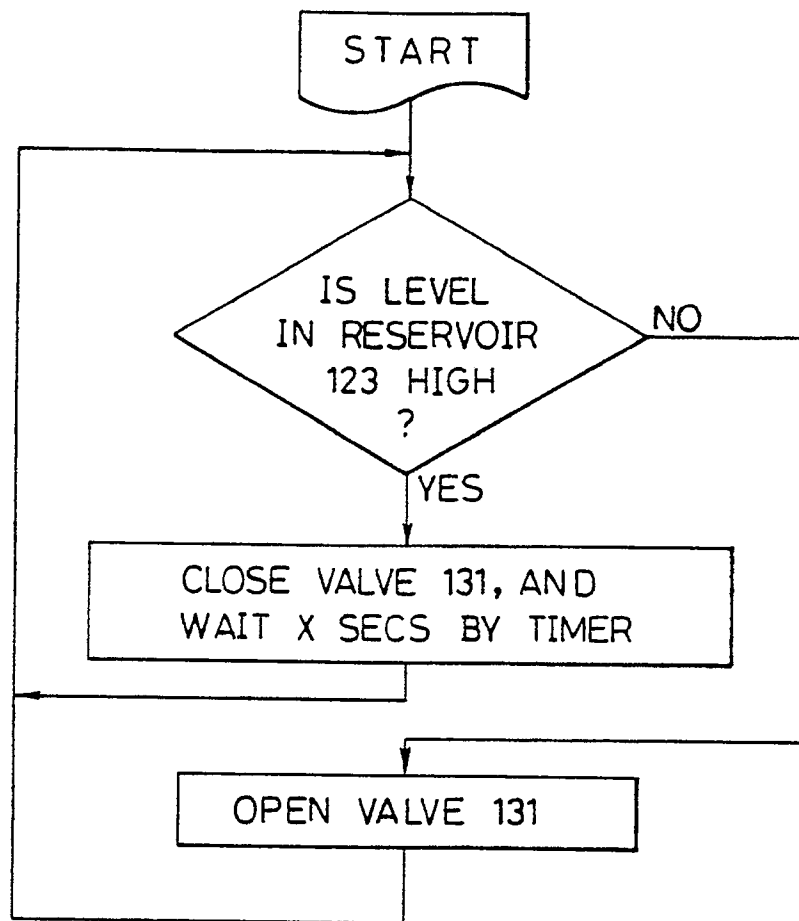 START
IS LEVEL
IN RESERVOIR
123 HIGH
?
NO
YES
CLOSE VALVE 131, AND
WAIT X SECS BY TIMER
OPEN VALVE 131